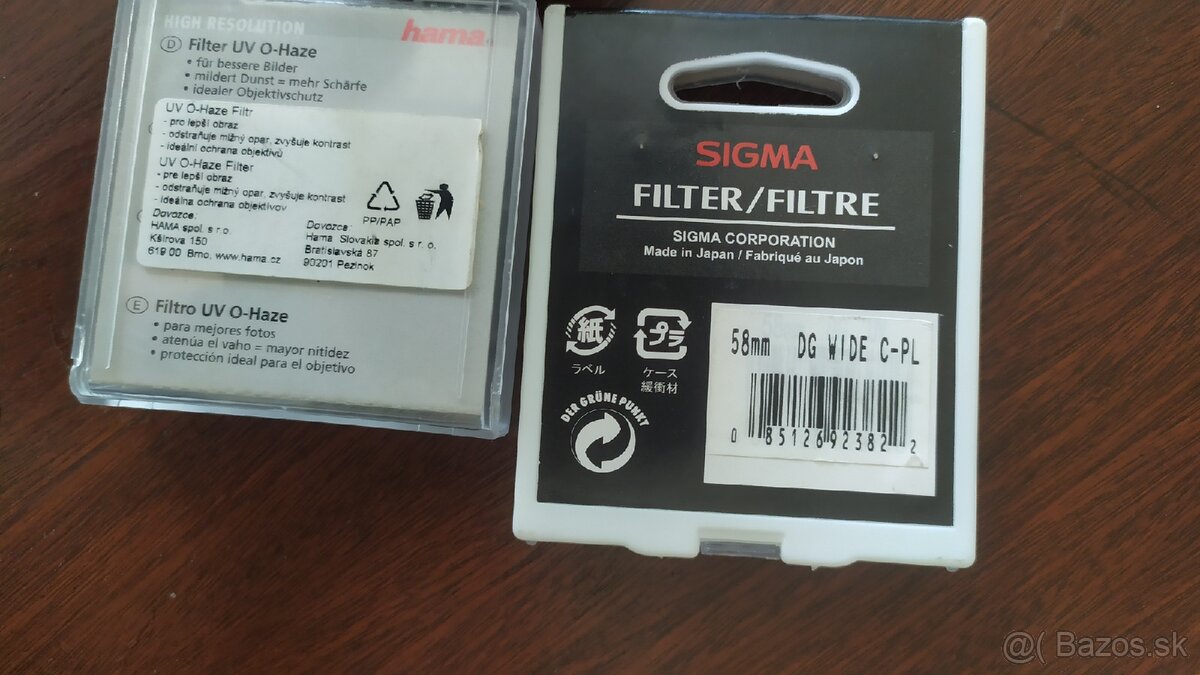 HIGH RESOLUTION
hama
D Filter UV O-Haze
• für bessere Bilder
• mildert Dunst = mehr Schärfe
• idealer Objektivschutz
UV O-Haze Filtr
- pro lepší obraz
- odstraňuje mlžný opar, zvyšuje kontrast
- ideální ochrana objektivů
UV O-Haze Filter
- pre lepší obraz
- odstraňuje mlžný opar, zvyšuje kontrast
- ideálna ochrana objektívov
Dovozce:
HAMA spol. s r.o.
Kšírova 150
619 00 Brno, www.hama.cz
Dovozca:
Hama Slovakia spol. s r. o.
Bratislavská 87
90201 Pezinok
PP/PAP
E Filtro UV O-Haze
• para mejores fotos
• atenúa el vaho = mayor nitidez
• protección ideal para el objetivo
SIGMA
FILTER/FILTRE
SIGMA CORPORATION
Made in Japan / Fabriqué au Japon
紙
ラベル
プラ
ケース
緩衝材
DER GRÜNE PUNKT
58mm DG WIDE C-PL
0 85126 92382 2
@( Bazos.sk